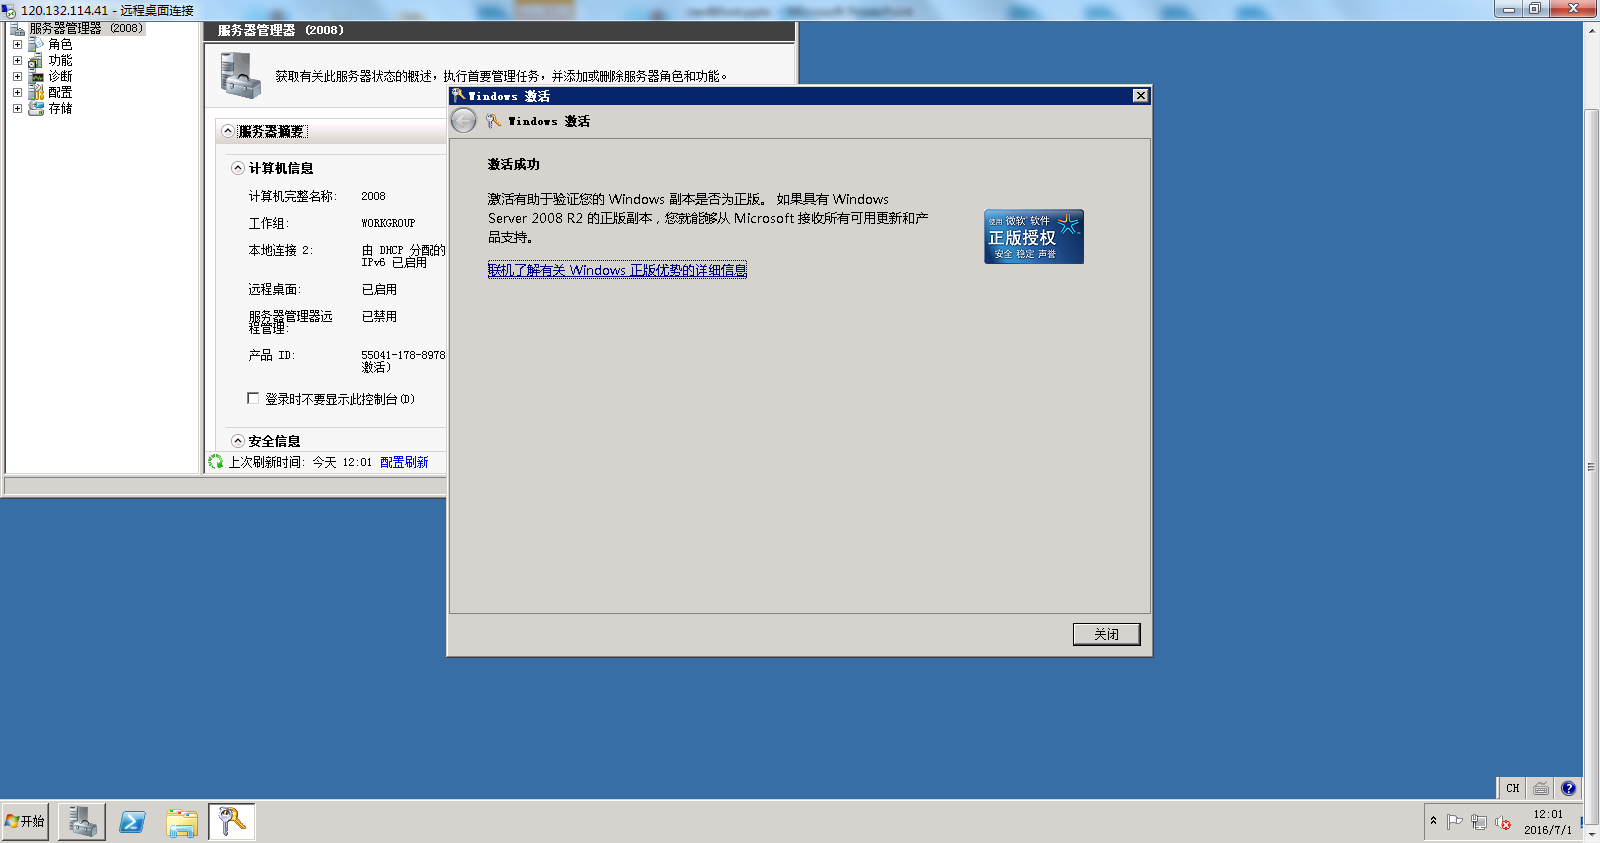 120.132.114.41 - 远程桌面连接
服务器管理器 (2008)
角色
功能
诊断
配置
存储
服务器管理器 (2008)
获取有关此服务器状态的概述，执行首要管理任务，并添加或删除服务器角色和功能。
服务器摘要
计算机信息
计算机完整名称: 2008
工作组: WORKGROUP
本地连接 2: 由 DHCP 分配的
IPv6 已启用
远程桌面: 已启用
服务器管理器远
程管理: 已禁用
产品 ID: 55041-178-8978
激活)
登录时不要显示此控制台(D)
安全信息
上次刷新时间: 今天 12:01 配置刷新
Windows 激活
Windows 激活
激活成功
激活有助于验证您的 Windows 副本是否为正版。 如果具有 Windows
Server 2008 R2 的正版副本，您就能够从 Microsoft 接收所有可用更新和产
品支持。
联机了解有关 Windows 正版优势的详细信息
使用 微软 软件
正版授权
安全 稳定 声誉
关闭
CH
开始
12:01
2016/7/1